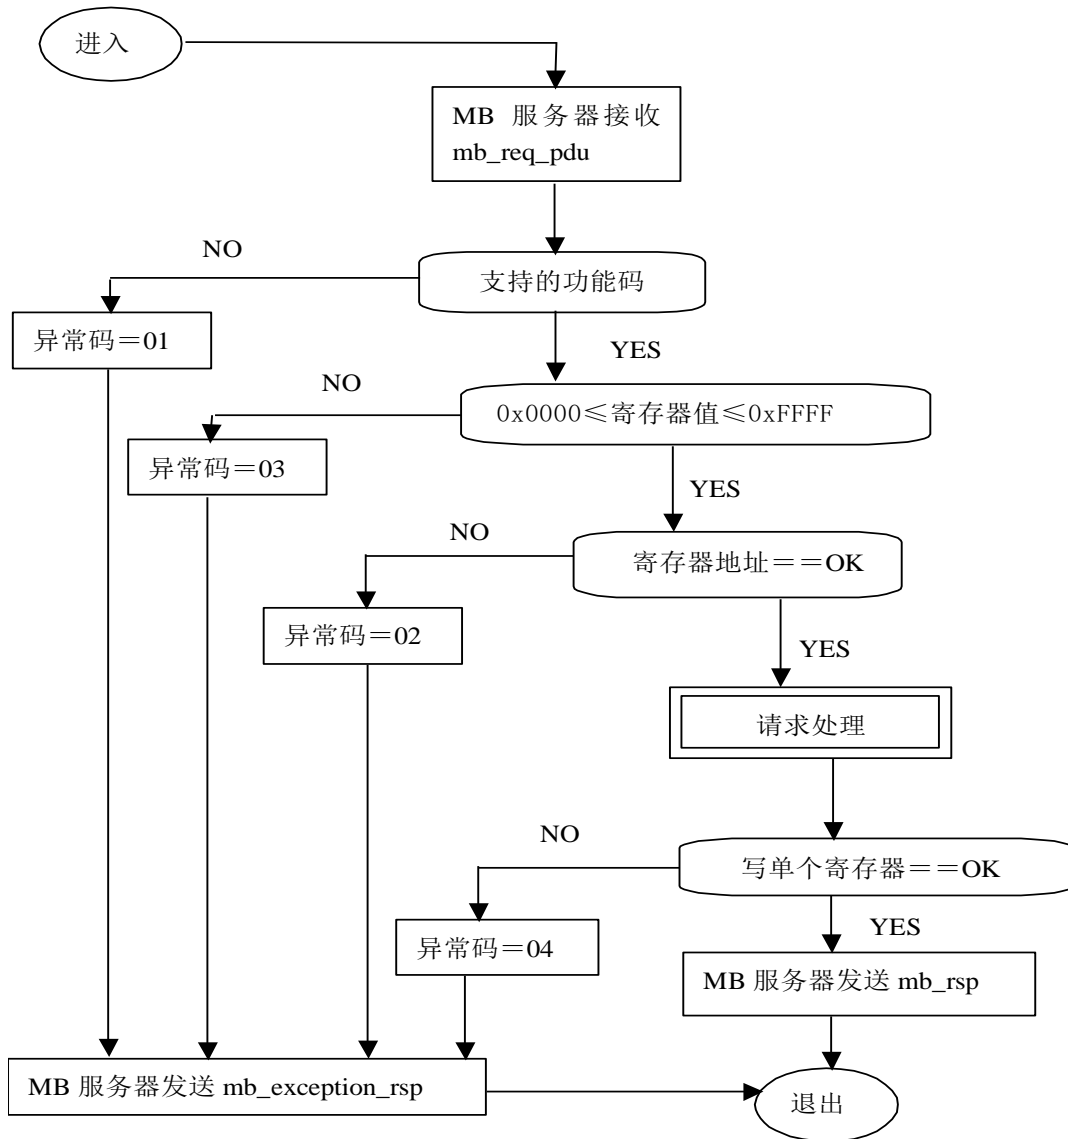 进入
MB 服务器接收
mb_req_pdu
NO
支持的功能码
异常码＝01
YES
NO
0x0000≤寄存器值≤0xFFFF
异常码＝03
YES
NO
寄存器地址＝＝OK
异常码＝02
YES
请求处理
NO
写单个寄存器＝＝OK
异常码＝04
YES
MB 服务器发送 mb_rsp
MB 服务器发送 mb_exception_rsp
退出